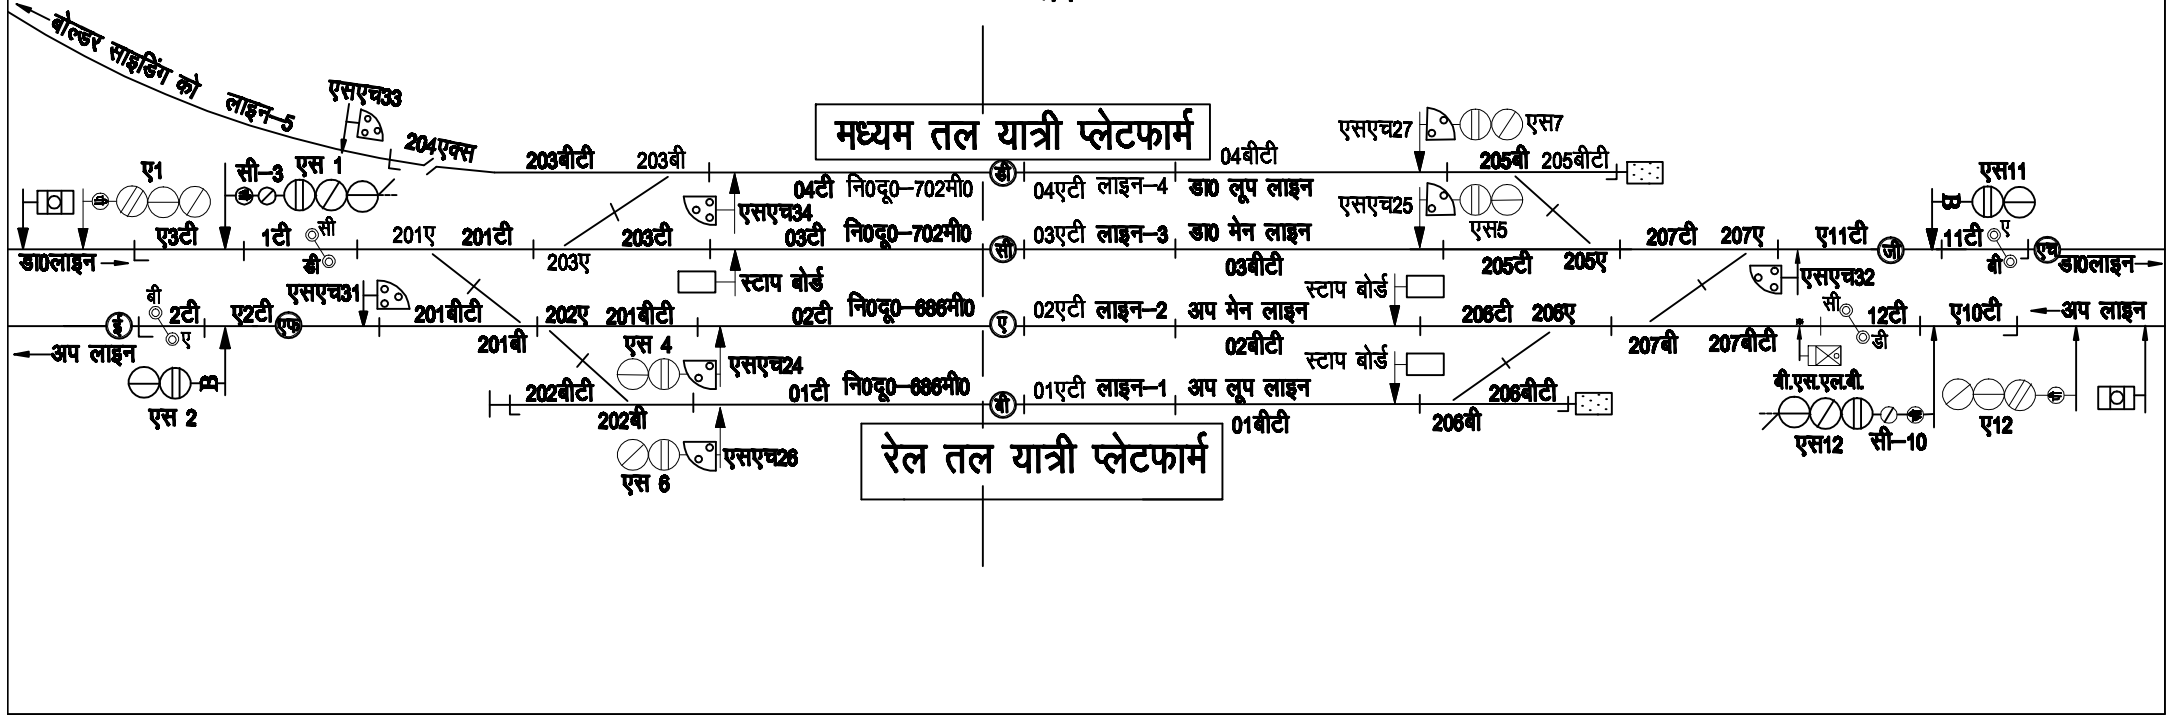 बोल्डर साइडिंग को लाइन–5
एसएच33
204एक्स
203बीटी
203बी
मध्यम तल यात्री प्लेटफार्म
04बीटी
एसएच27
एस7
205बी
205बीटी
ए1
सी–3
एस 1
04टी
नि0दू0–702मी0
डी
04एटी
लाइन–4
डा0 लूप लाइन
एसएच34
एसएच25
एस5
एस11
B
ए3टी
1टी
सी
डी
201ए
201टी
203ए
203टी
03टी
नि0दू0–702मी0
सी
03एटी
लाइन–3
डा0 मेन लाइन
03बीटी
205टी
205ए
207टी
207ए
ए11टी
जी
11टी
ए
बी
एच
डा0लाइन
डा0लाइन
एसएच31
स्टाप बोर्ड
स्टाप बोर्ड
एसएच32
ई
2टी
बी
ए
ए2टी
एफ
201बीटी
201बी
202ए
201बीटी
02टी
नि0दू0–686मी0
ए
02एटी
लाइन–2
अप मेन लाइन
02बीटी
206टी
206ए
207बी
207बीटी
सी
डी
12टी
ए10टी
अप लाइन
अप लाइन
एस 2
B
एस 4
एसएच24
स्टाप बोर्ड
बी.एस.एल.बी.
202बीटी
202बी
01टी
नि0दू0–686मी0
बी
01एटी
लाइन–1
अप लूप लाइन
01बीटी
206बी
206बीटी
एस12
सी–10
ए12
एस 6
एसएच26
रेल तल यात्री प्लेटफार्म